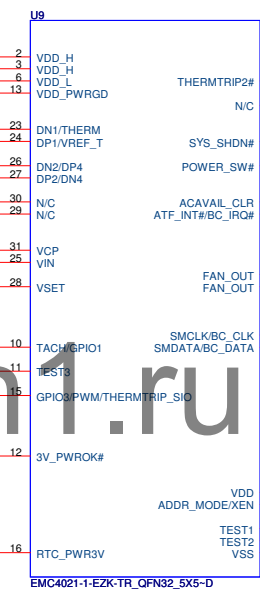 U9
2 VDD_H
3 VDD_H
6 VDD_L THERMTRIP2#
13 VDD_PWRGD
N/C
23 DN1/THERM
24 DP1/VREF_T SYS_SHDN#
26 DN2/DP4 POWER_SW#
27 DP2/DN4
30 N/C ACAVAIL_CLR
29 N/C ATF_INT#/BC_IRQ#
31 VCP
25 VIN
FAN_OUT
28 VSET FAN_OUT
SMCLK/BC_CLK
10 TACH/GPIO1 SMDATA/BC_DATA
11 TEST3
15 GPIO3/PWM/THERMTRIP_SIO
n1.ru
12 3V_PWROK#
VDD
ADDR_MODE/XEN
TEST1
TEST2
16 RTC_PWR3V VSS
EMC4021-1-EZK-TR_QFN32_5X5~D